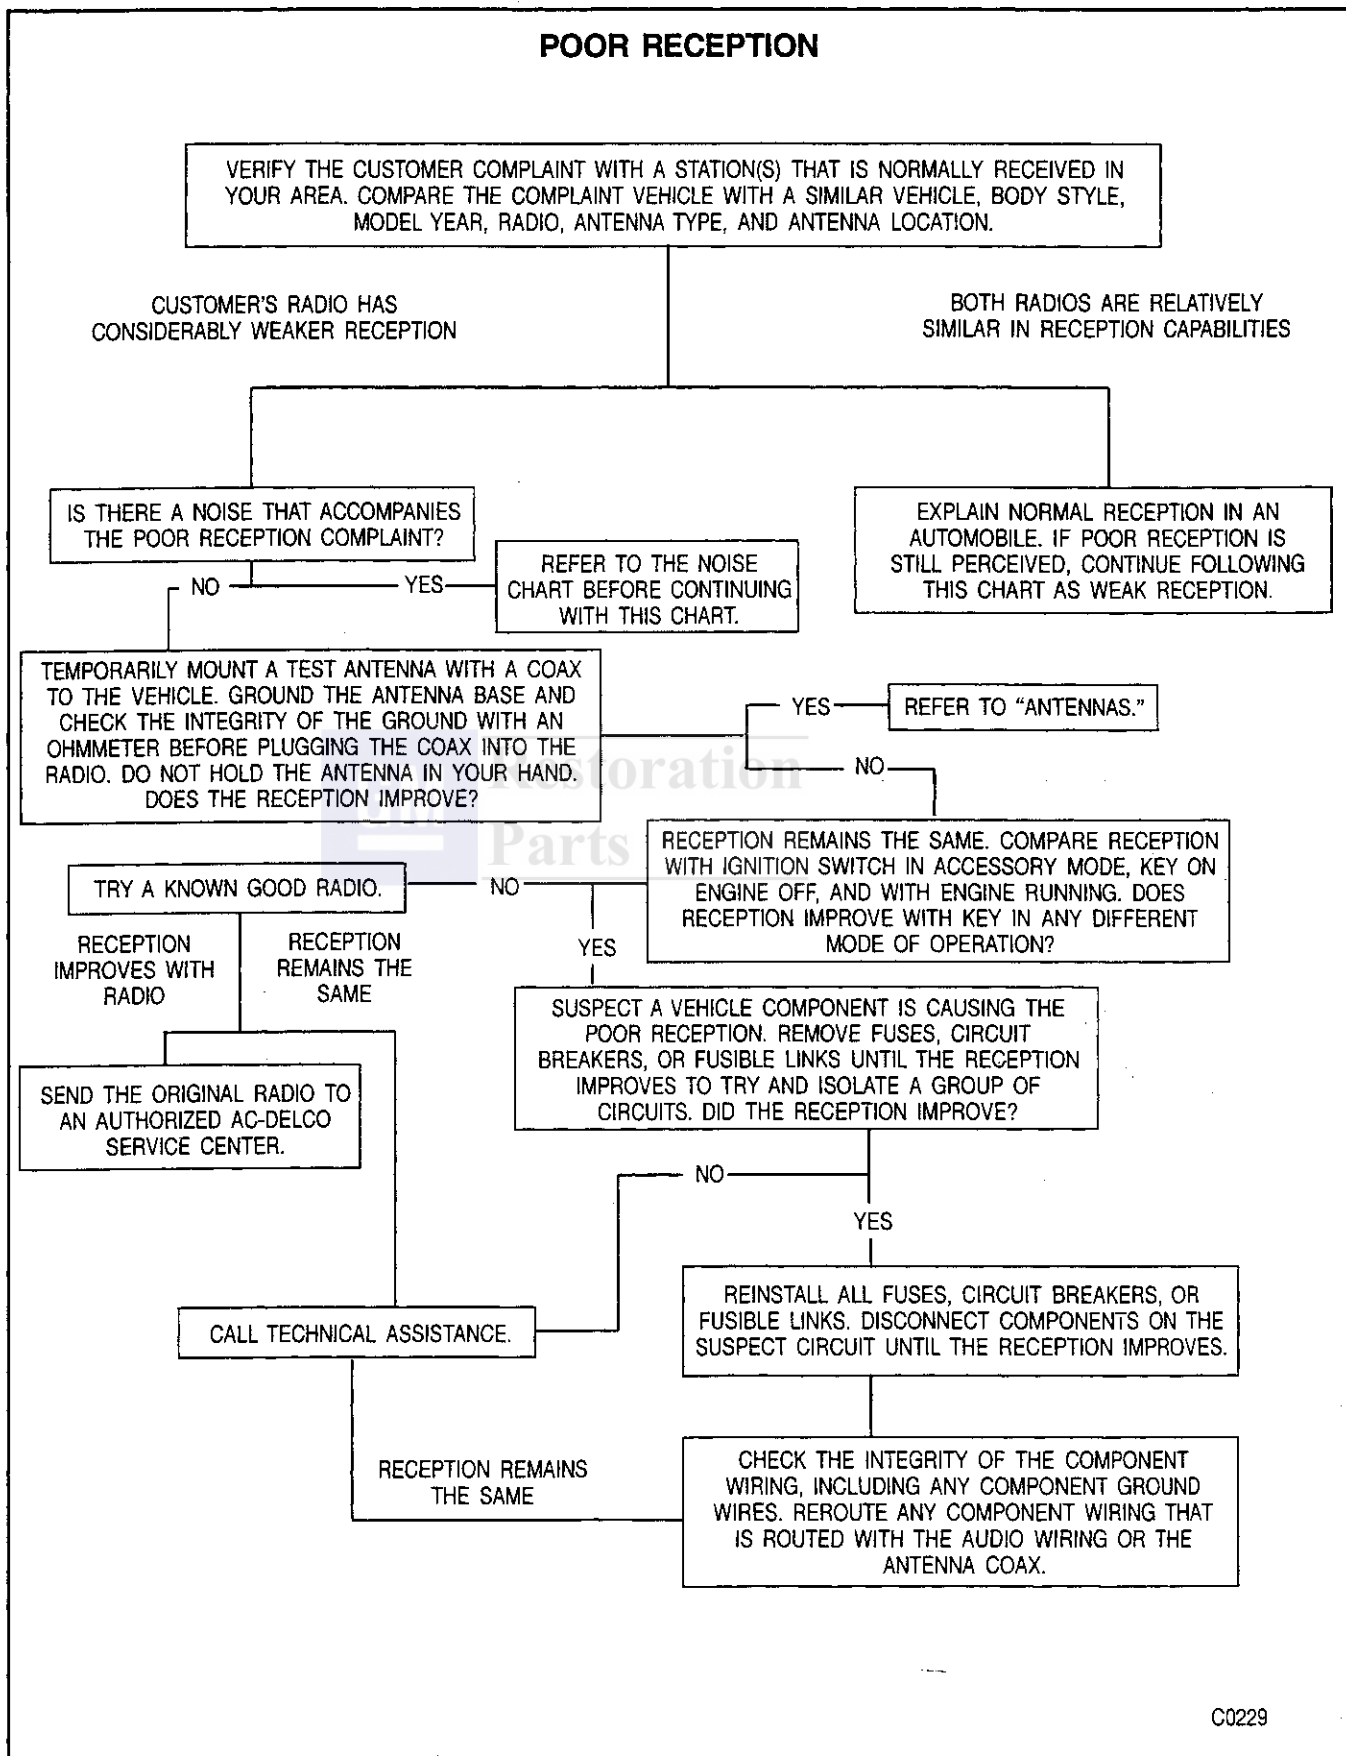 POOR RECEPTION
VERIFY THE CUSTOMER COMPLAINT WITH A STATION(S) THAT IS NORMALLY RECEIVED IN
YOUR AREA. COMPARE THE COMPLAINT VEHICLE WITH A SIMILAR VEHICLE, BODY STYLE,
MODEL YEAR, RADIO, ANTENNA TYPE, AND ANTENNA LOCATION.
CUSTOMER'S RADIO HAS
CONSIDERABLY WEAKER RECEPTION
BOTH RADIOS ARE RELATIVELY
SIMILAR IN RECEPTION CAPABILITIES
IS THERE A NOISE THAT ACCOMPANIES
THE POOR RECEPTION COMPLAINT?
EXPLAIN NORMAL RECEPTION IN AN
AUTOMOBILE. IF POOR RECEPTION IS
STILL PERCEIVED, CONTINUE FOLLOWING
THIS CHART AS WEAK RECEPTION.
NO
YES
REFER TO THE NOISE
CHART BEFORE CONTINUING
WITH THIS CHART.
TEMPORARILY MOUNT A TEST ANTENNA WITH A COAX
TO THE VEHICLE. GROUND THE ANTENNA BASE AND
CHECK THE INTEGRITY OF THE GROUND WITH AN
OHMMETER BEFORE PLUGGING THE COAX INTO THE
RADIO. DO NOT HOLD THE ANTENNA IN YOUR HAND.
DOES THE RECEPTION IMPROVE?
YES
REFER TO “ANTENNAS.”
NO
GM
Restoration
Parts
RECEPTION REMAINS THE SAME. COMPARE RECEPTION
WITH IGNITION SWITCH IN ACCESSORY MODE, KEY ON
ENGINE OFF, AND WITH ENGINE RUNNING. DOES
RECEPTION IMPROVE WITH KEY IN ANY DIFFERENT
MODE OF OPERATION?
NO
TRY A KNOWN GOOD RADIO.
YES
RECEPTION
IMPROVES WITH
RADIO
RECEPTION
REMAINS THE
SAME
SUSPECT A VEHICLE COMPONENT IS CAUSING THE
POOR RECEPTION. REMOVE FUSES, CIRCUIT
BREAKERS, OR FUSIBLE LINKS UNTIL THE RECEPTION
IMPROVES TO TRY AND ISOLATE A GROUP OF
CIRCUITS. DID THE RECEPTION IMPROVE?
SEND THE ORIGINAL RADIO TO
AN AUTHORIZED AC-DELCO
SERVICE CENTER.
NO
YES
REINSTALL ALL FUSES, CIRCUIT BREAKERS, OR
FUSIBLE LINKS. DISCONNECT COMPONENTS ON THE
SUSPECT CIRCUIT UNTIL THE RECEPTION IMPROVES.
CALL TECHNICAL ASSISTANCE.
RECEPTION REMAINS
THE SAME
CHECK THE INTEGRITY OF THE COMPONENT
WIRING, INCLUDING ANY COMPONENT GROUND
WIRES. REROUTE ANY COMPONENT WIRING THAT
IS ROUTED WITH THE AUDIO WIRING OR THE
ANTENNA COAX.
C0229